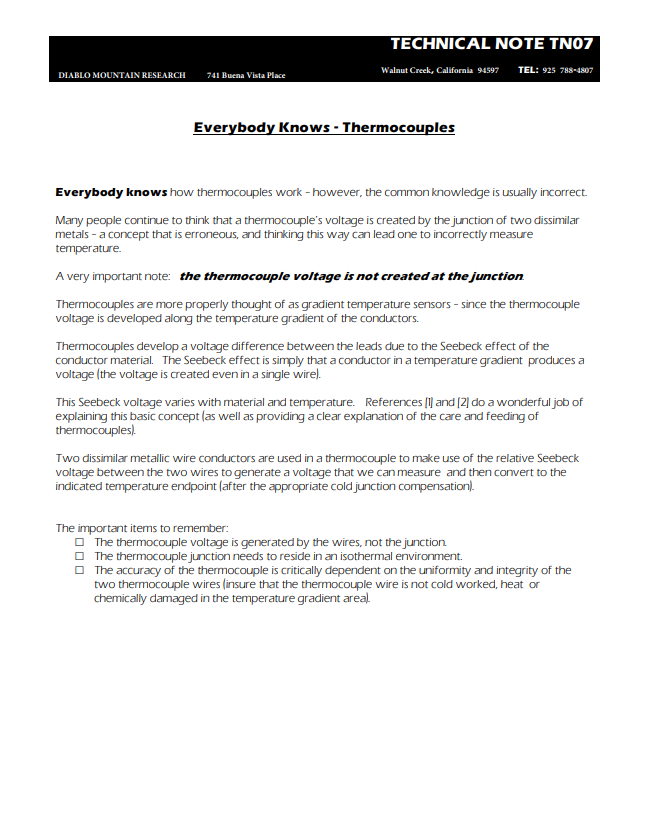 TECHNICAL NOTE TN07
DIABLO MOUNTAIN RESEARCH 741 Buena Vista Place Walnut Creek, California 94597 TEL: 925 788-4807
Everybody Knows - Thermocouples
Everybody knows how thermocouples work – however, the common knowledge is usually incorrect.
Many people continue to think that a thermocouple's voltage is created by the junction of two dissimilar
metals – a concept that is erroneous, and thinking this way can lead one to incorrectly measure
temperature.
A very important note: the thermocouple voltage is not created at the junction.
Thermocouples are more properly thought of as gradient temperature sensors – since the thermocouple
voltage is developed along the temperature gradient of the conductors.
Thermocouples develop a voltage difference between the leads due to the Seebeck effect of the
conductor material. The Seebeck effect is simply that a conductor in a temperature gradient produces a
voltage (the voltage is created even in a single wire).
This Seebeck voltage varies with material and temperature. References [1] and [2] do a wonderful job of
explaining this basic concept (as well as providing a clear explanation of the care and feeding of
thermocouples).
Two dissimilar metallic wire conductors are used in a thermocouple to make use of the relative Seebeck
voltage between the two wires to generate a voltage that we can measure and then convert to the
indicated temperature endpoint (after the appropriate cold junction compensation).
The important items to remember:
☐ The thermocouple voltage is generated by the wires, not the junction.
☐ The thermocouple junction needs to reside in an isothermal environment.
☐ The accuracy of the thermocouple is critically dependent on the uniformity and integrity of the
two thermocouple wires (insure that the thermocouple wire is not cold worked, heat or
chemically damaged in the temperature gradient area).